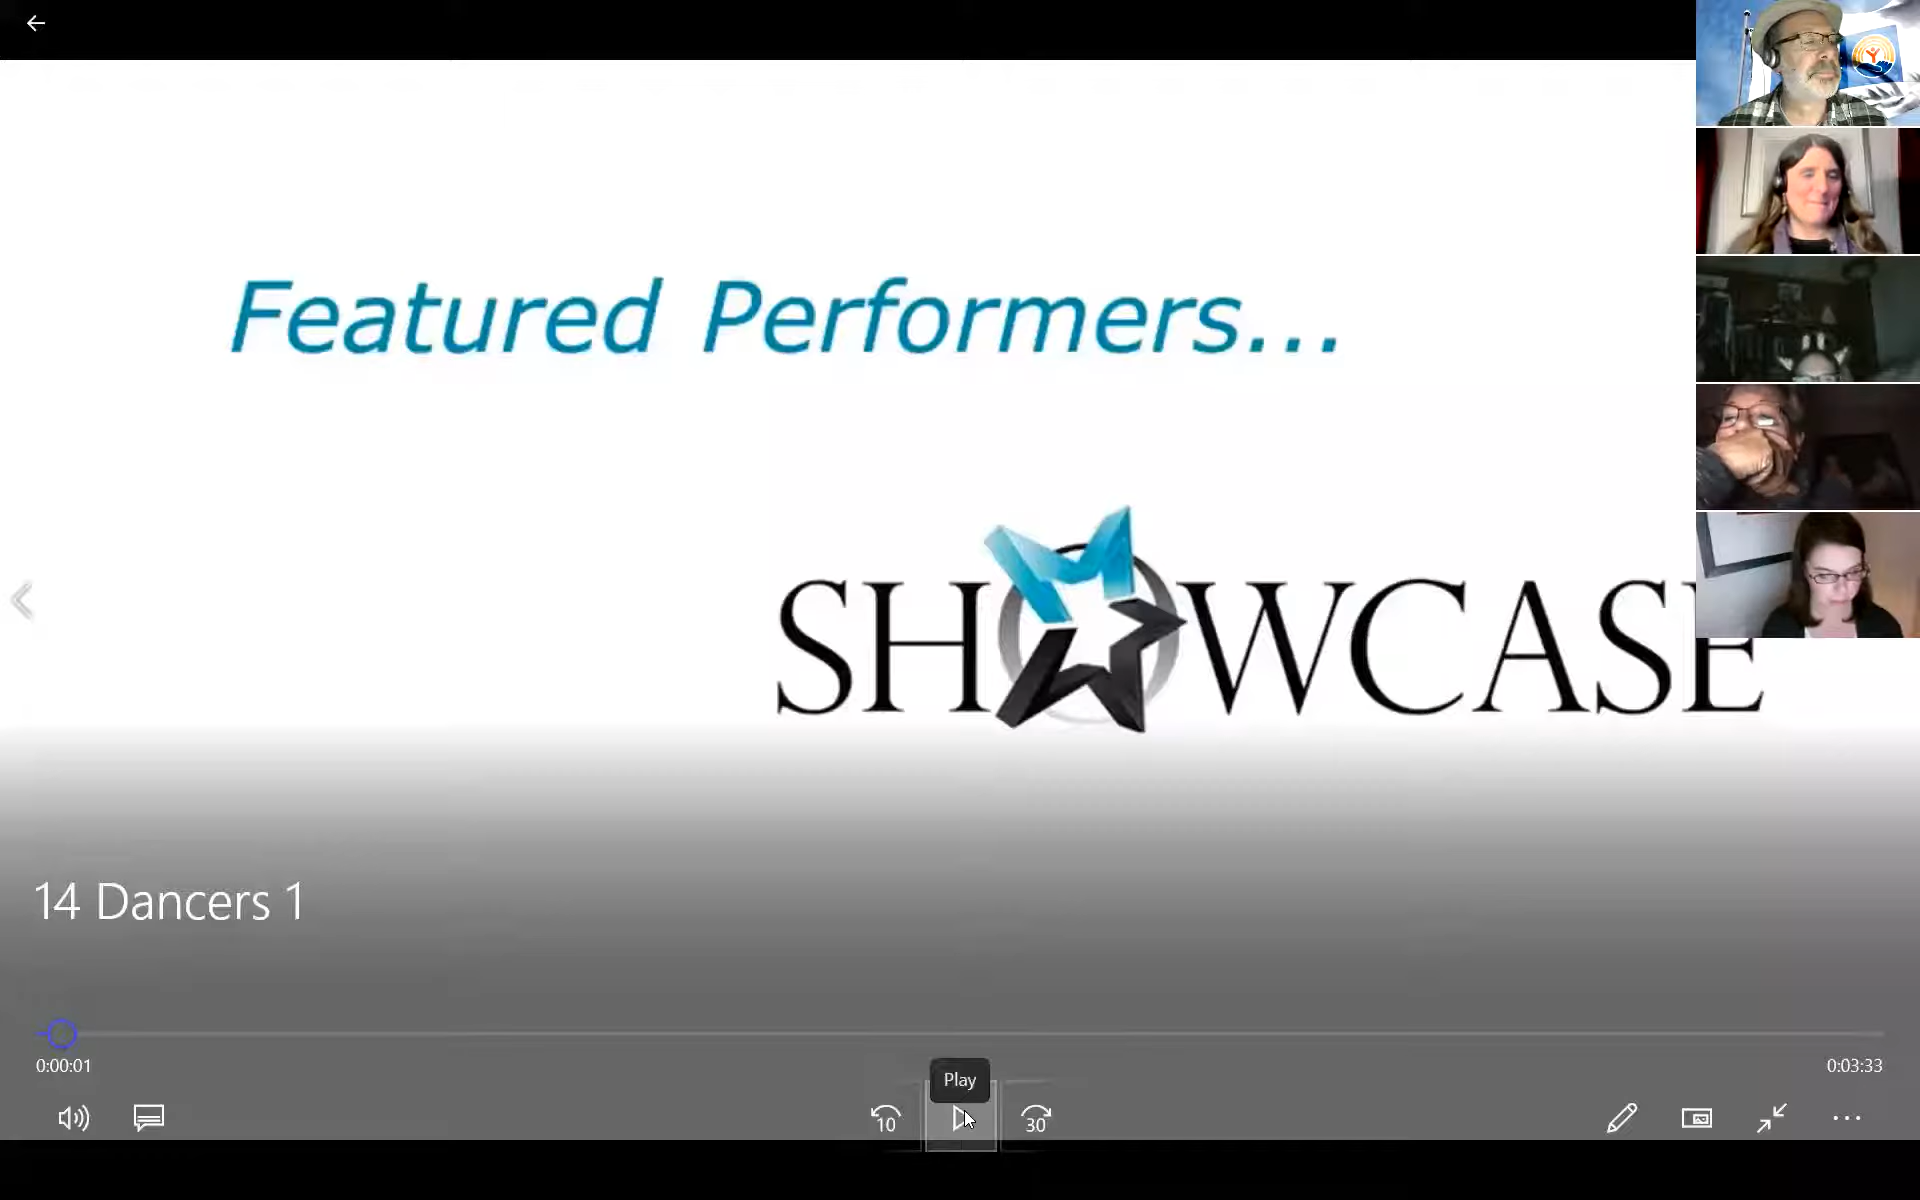 Featured Performers...
SHOWCASE
14 Dancers 1
0:00:01
0:03:33
Play
10
30